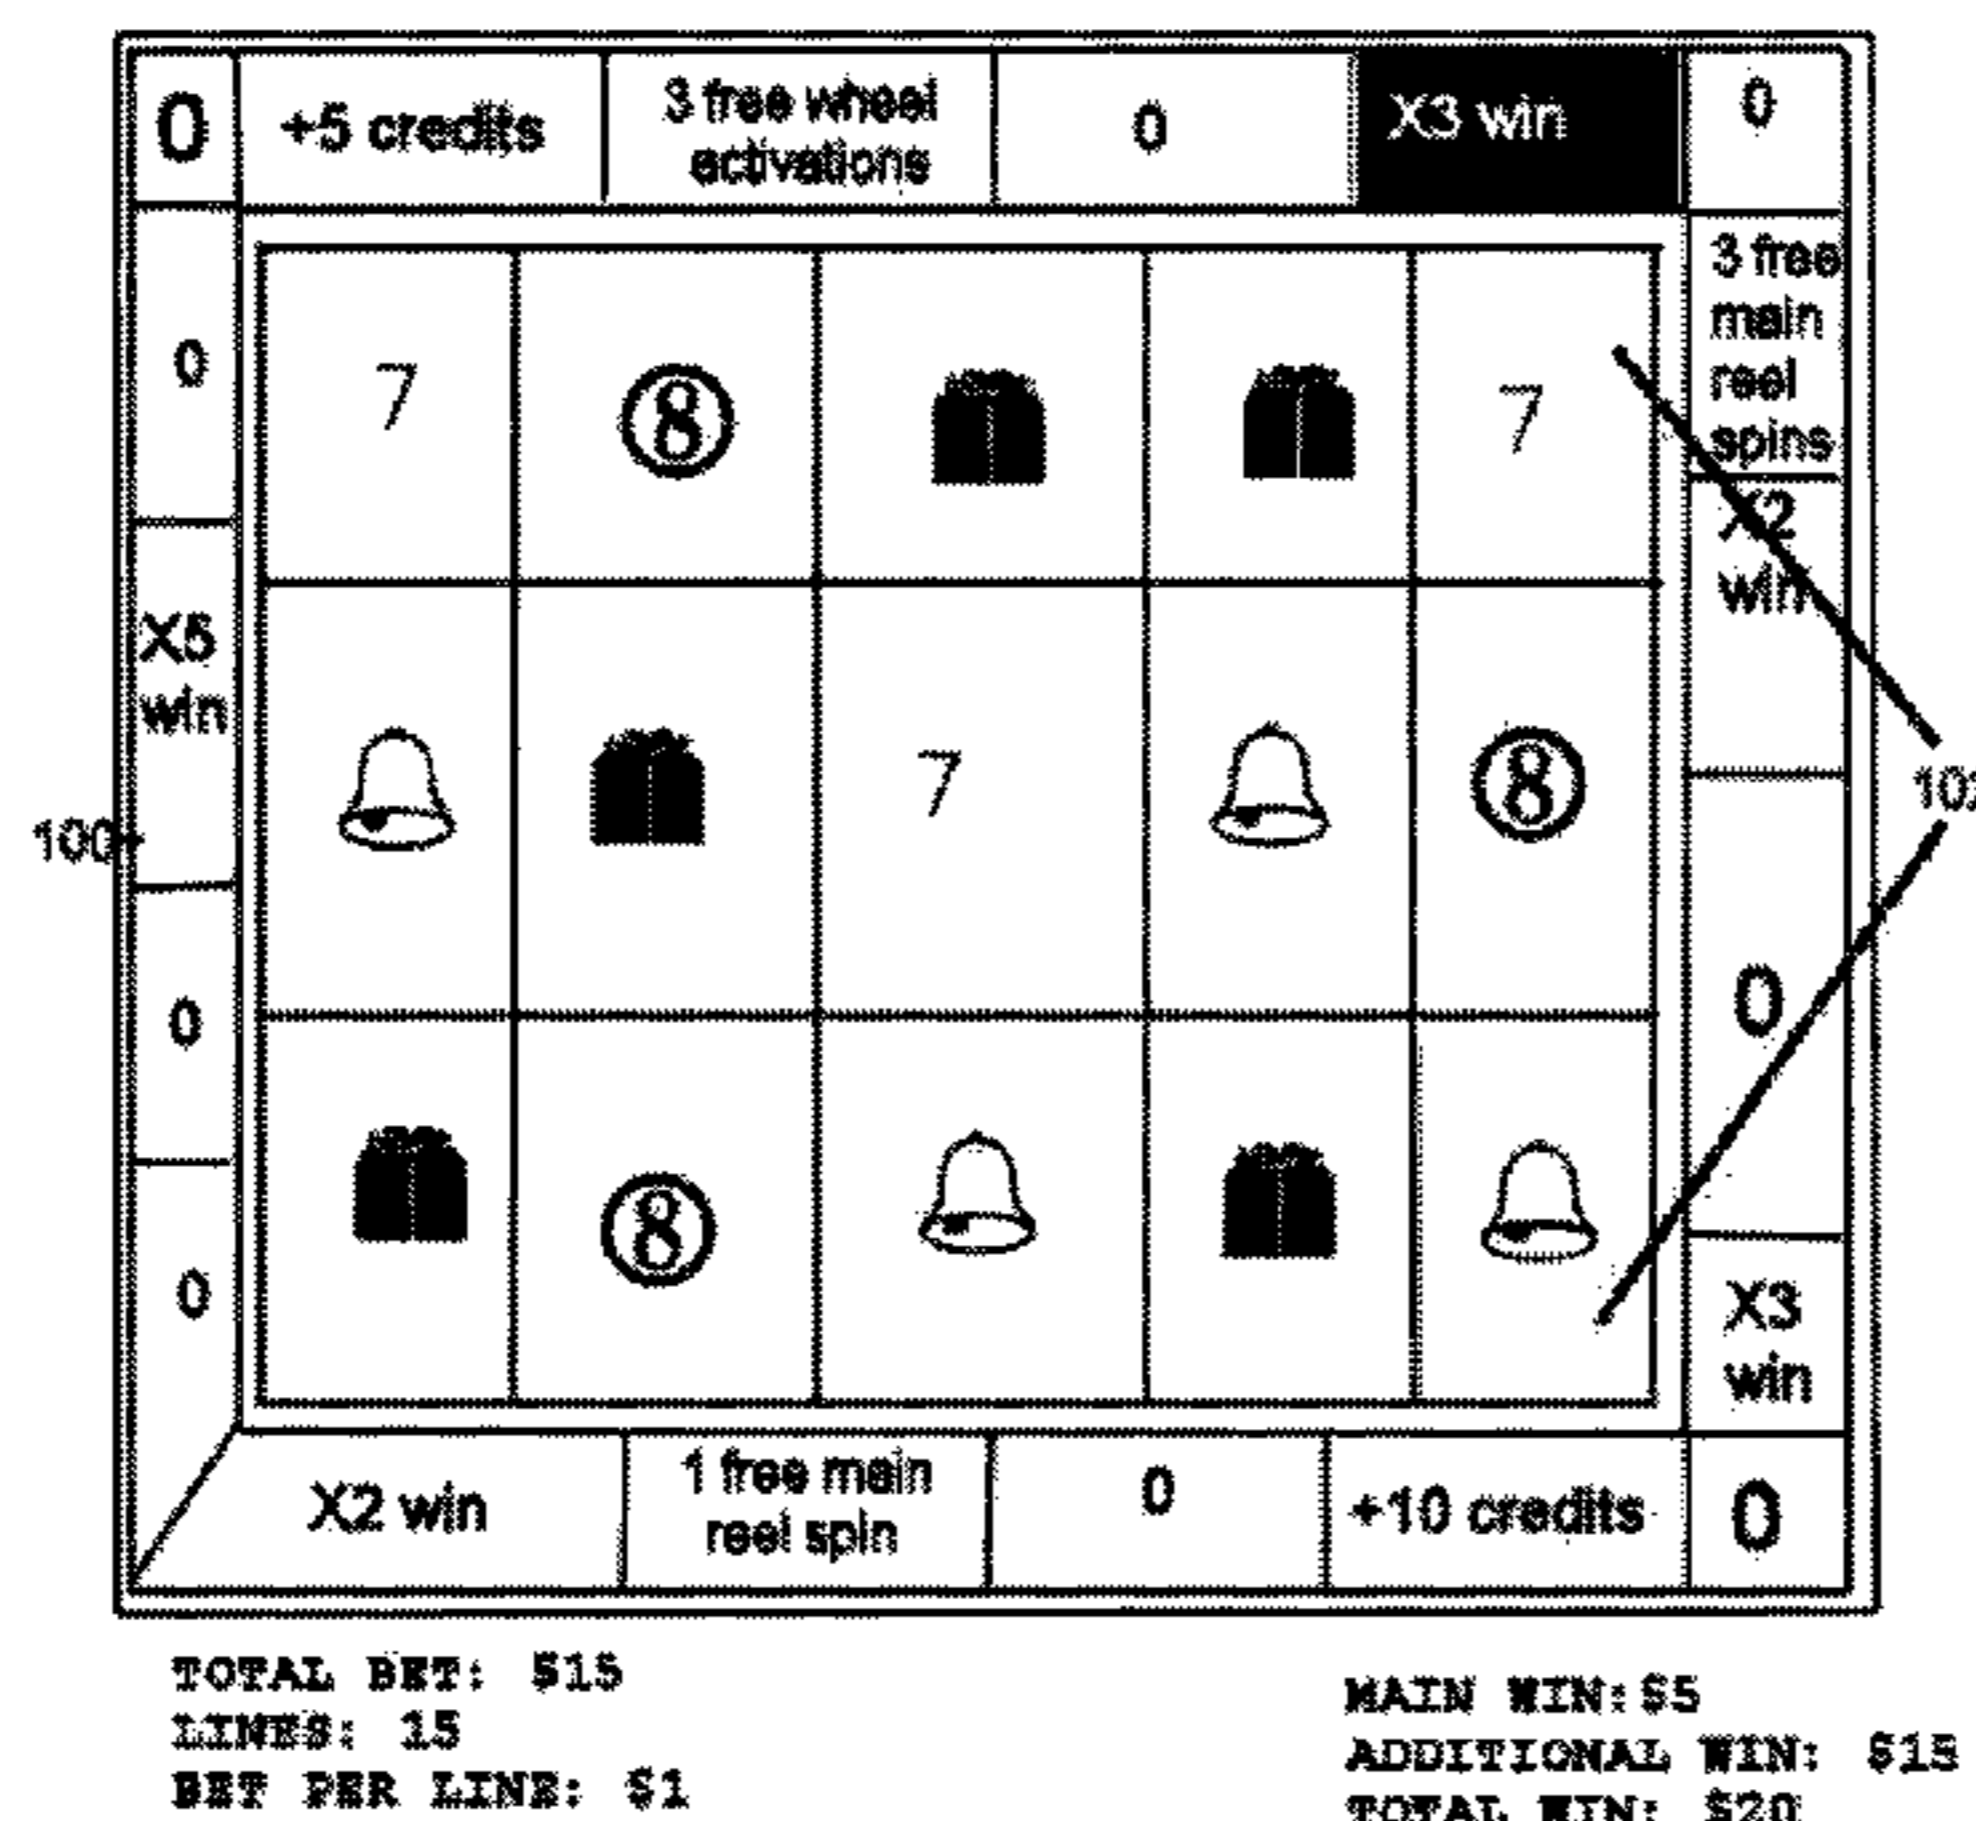 0
+5 credits
3 free wheel
activations
0
X3 win
0
0
3 free
main
reel
spins
7
8
7
X2
win
X5
win
7
8
100
0
0
0
8
X3
win
X2 win
1 free main
reel spin
0
+10 credits
0
TOTAL BET: $15
LINES: 15
BET PER LINE: $1
MAIN WIN:$5
ADDITIONAL WIN: $15
TOTAL WIN: $20